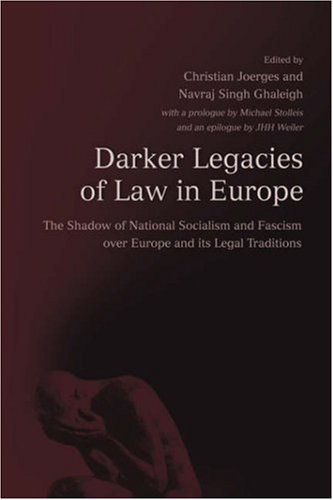 Edited by
Christian Joerges and
Navraj Singh Ghaleigh
with a prologue by Michael Stolleis
and an epilogue by JHH Weiler
Darker Legacies
of Law in Europe
The Shadow of National Socialism and Fascism
over Europe and its Legal Traditions